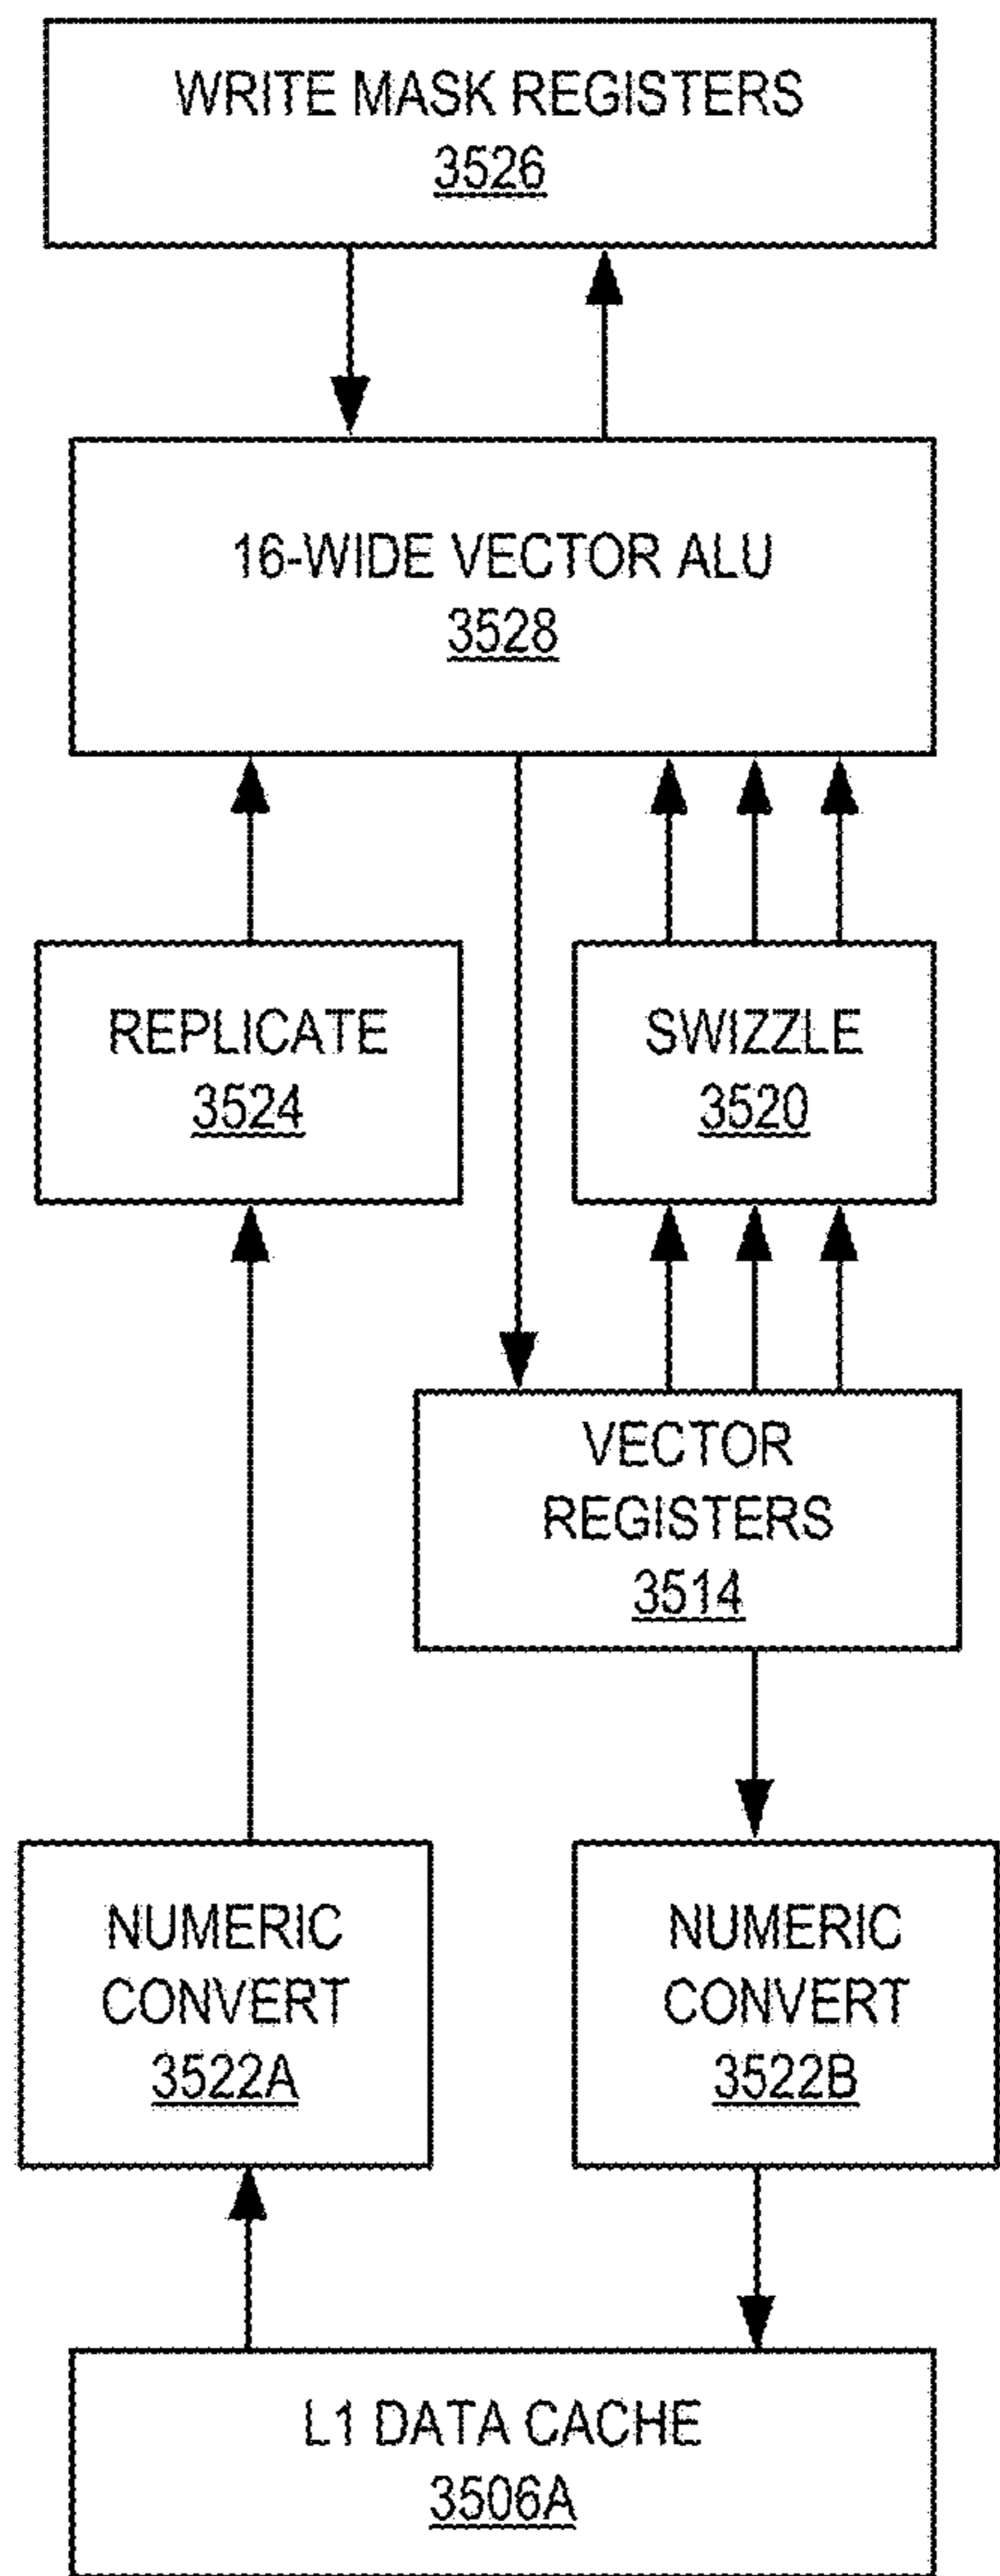 WRITE MASK REGISTERS
3526
16-WIDE VECTOR ALU
3528
REPLICATE
3524
SWIZZLE
3520
VECTOR
REGISTERS
3514
NUMERIC
CONVERT
3522A
NUMERIC
CONVERT
3522B
L1 DATA CACHE
3506A